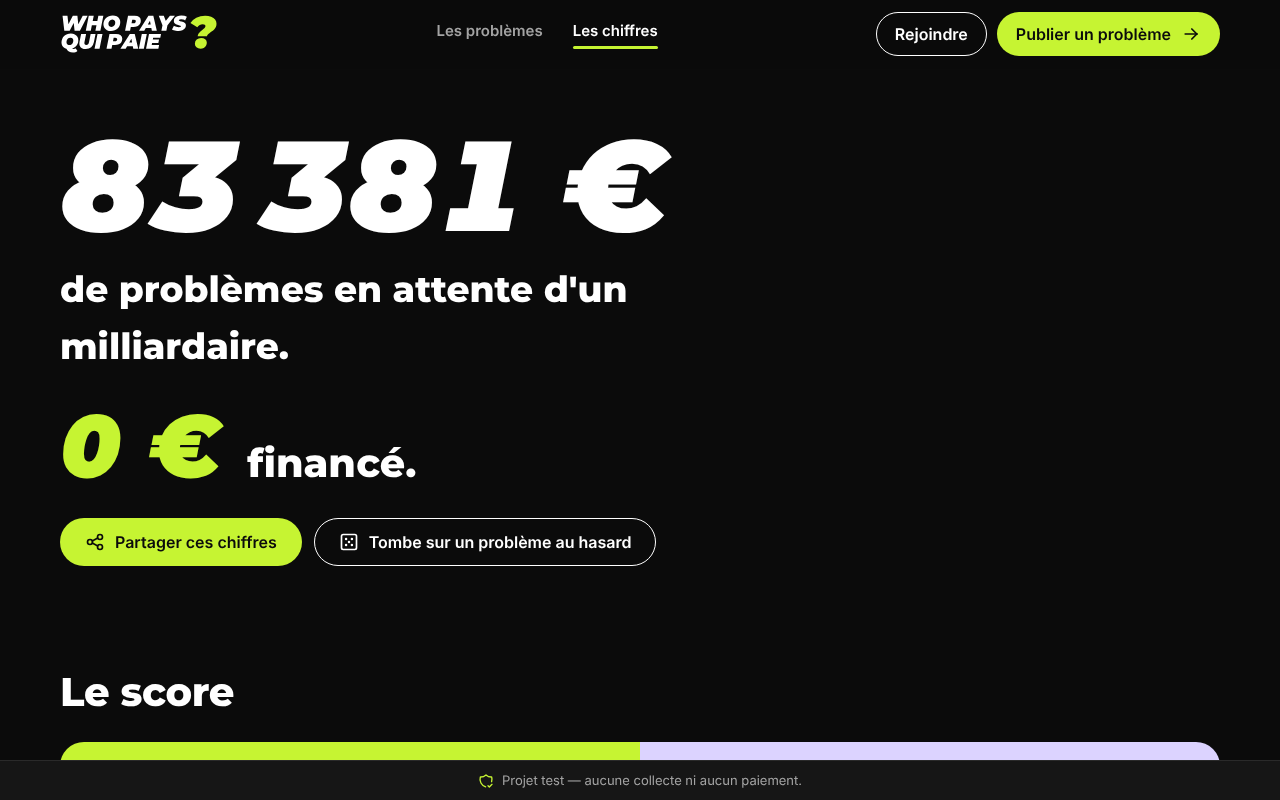 WHO PAYS
QUI PAIE ?
Les problèmes
Les chiffres
Rejoindre
Publier un problème
83 381 €
de problèmes en attente d'un
milliardaire.
0 € financé.
Partager ces chiffres
Tombe sur un problème au hasard
Le score
Projet test — aucune collecte ni aucun paiement.